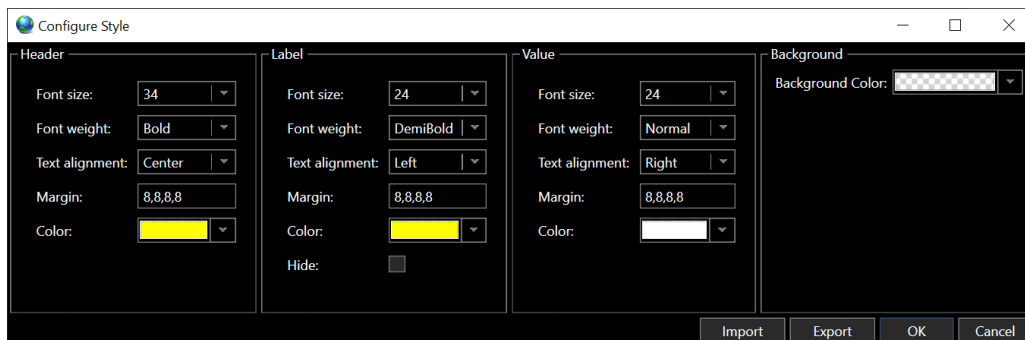 Configure Style
Header
Font size: 34
Font weight: Bold
Text alignment: Center
Margin: 8,8,8,8
Color:
Label
Font size: 24
Font weight: DemiBold
Text alignment: Left
Margin: 8,8,8,8
Color:
Hide:
Value
Font size: 24
Font weight: Normal
Text alignment: Right
Margin: 8,8,8,8
Color:
Background
Background Color:
Import Export OK Cancel